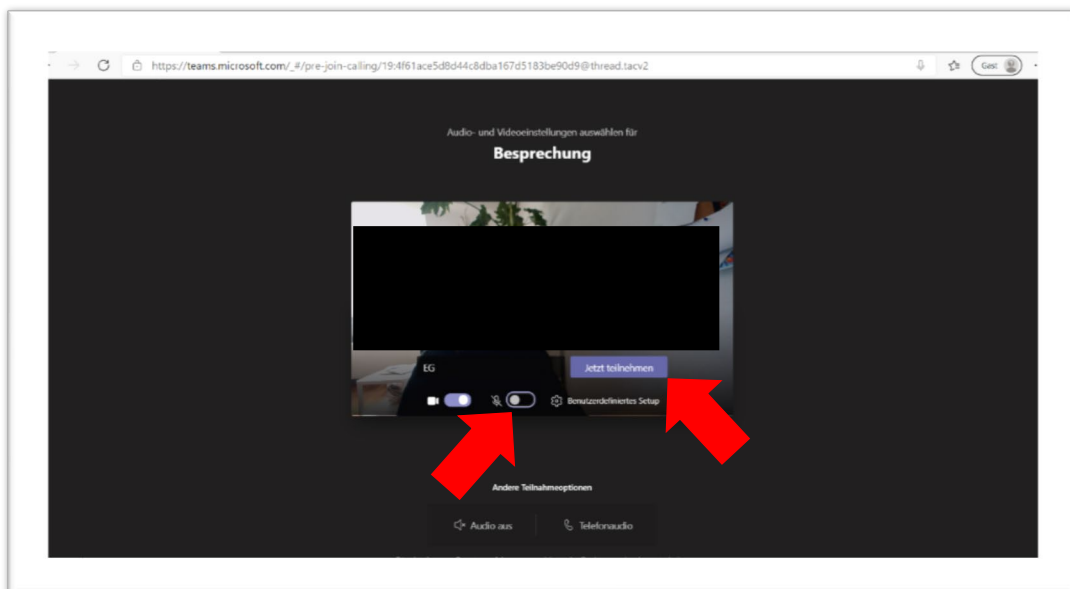 https://teams.microsoft.com/_#/pre-join-calling/19:4f61ace5d8d44c8dba167d5183be90d9@thread.tacv2
Gast
Audio- und Videoeinstellungen auswählen für
Besprechung
EG
Jetzt teilnehmen
Benutzerdefiniertes Setup
Andere Teilnahmeoptionen
Audio aus
Telefonaudio